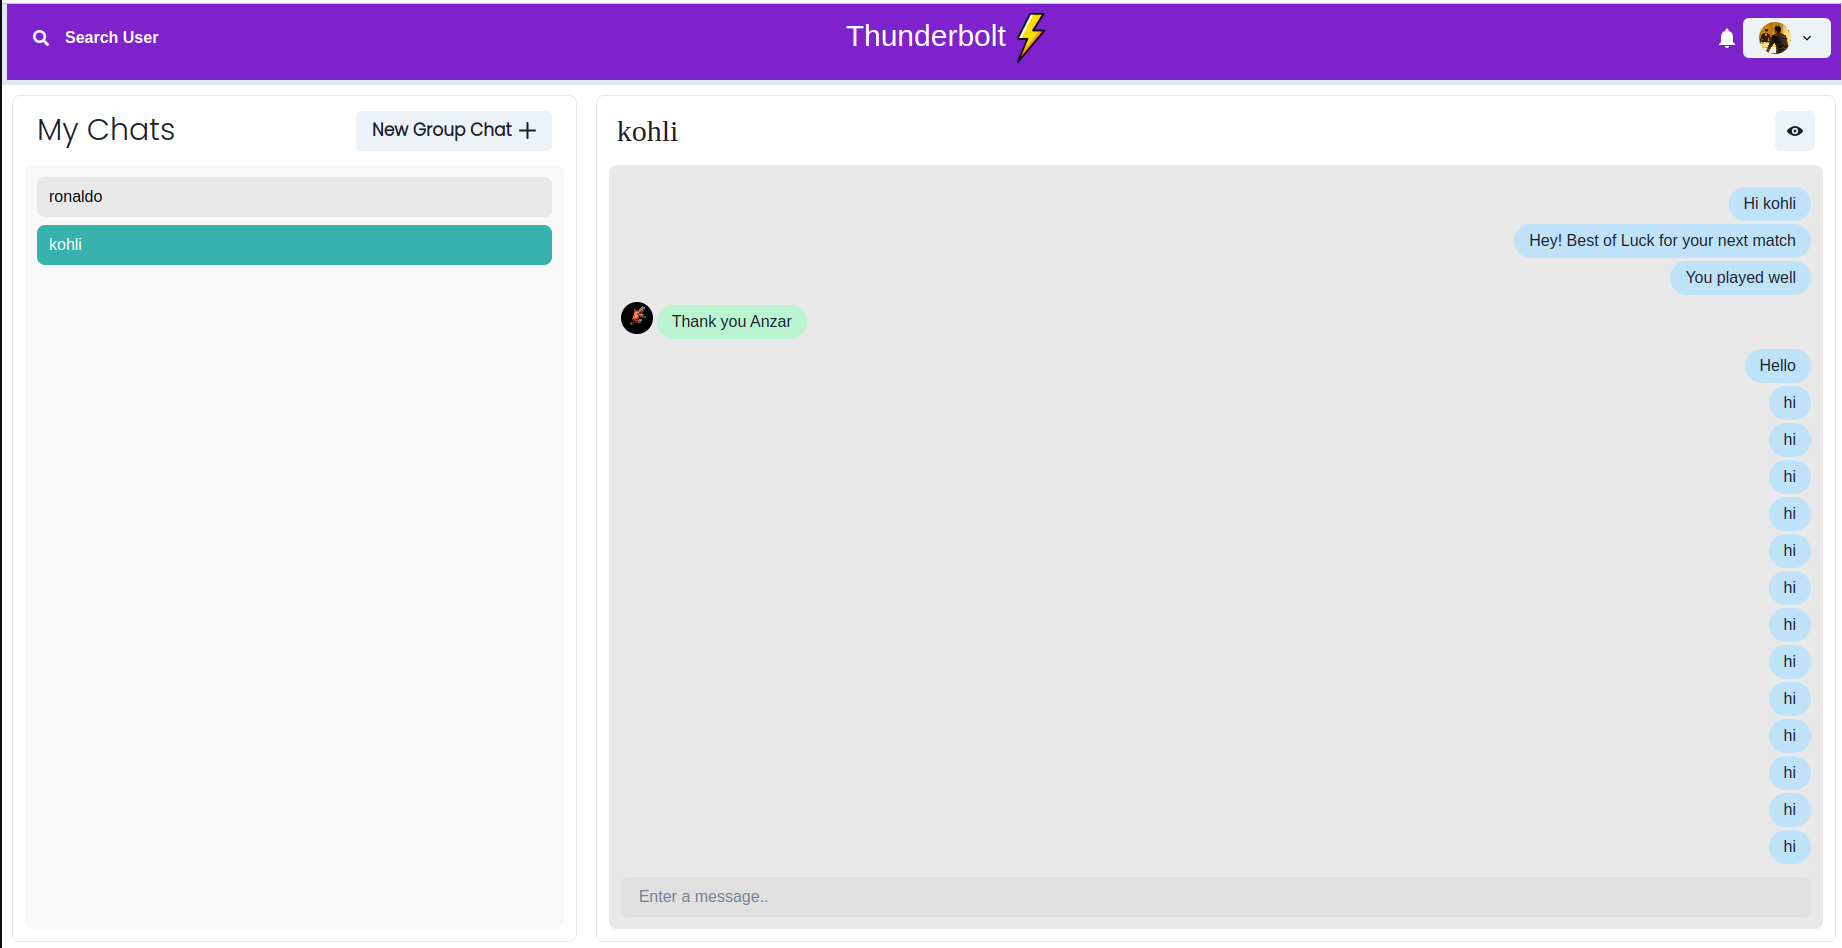 Search User
Thunderbolt
My Chats
New Group Chat
ronaldo
kohli
kohli
Hi kohli
Hey! Best of Luck for your next match
You played well
Thank you Anzar
Hello
hi
hi
hi
hi
hi
hi
hi
hi
hi
hi
hi
hi
hi
Enter a message..